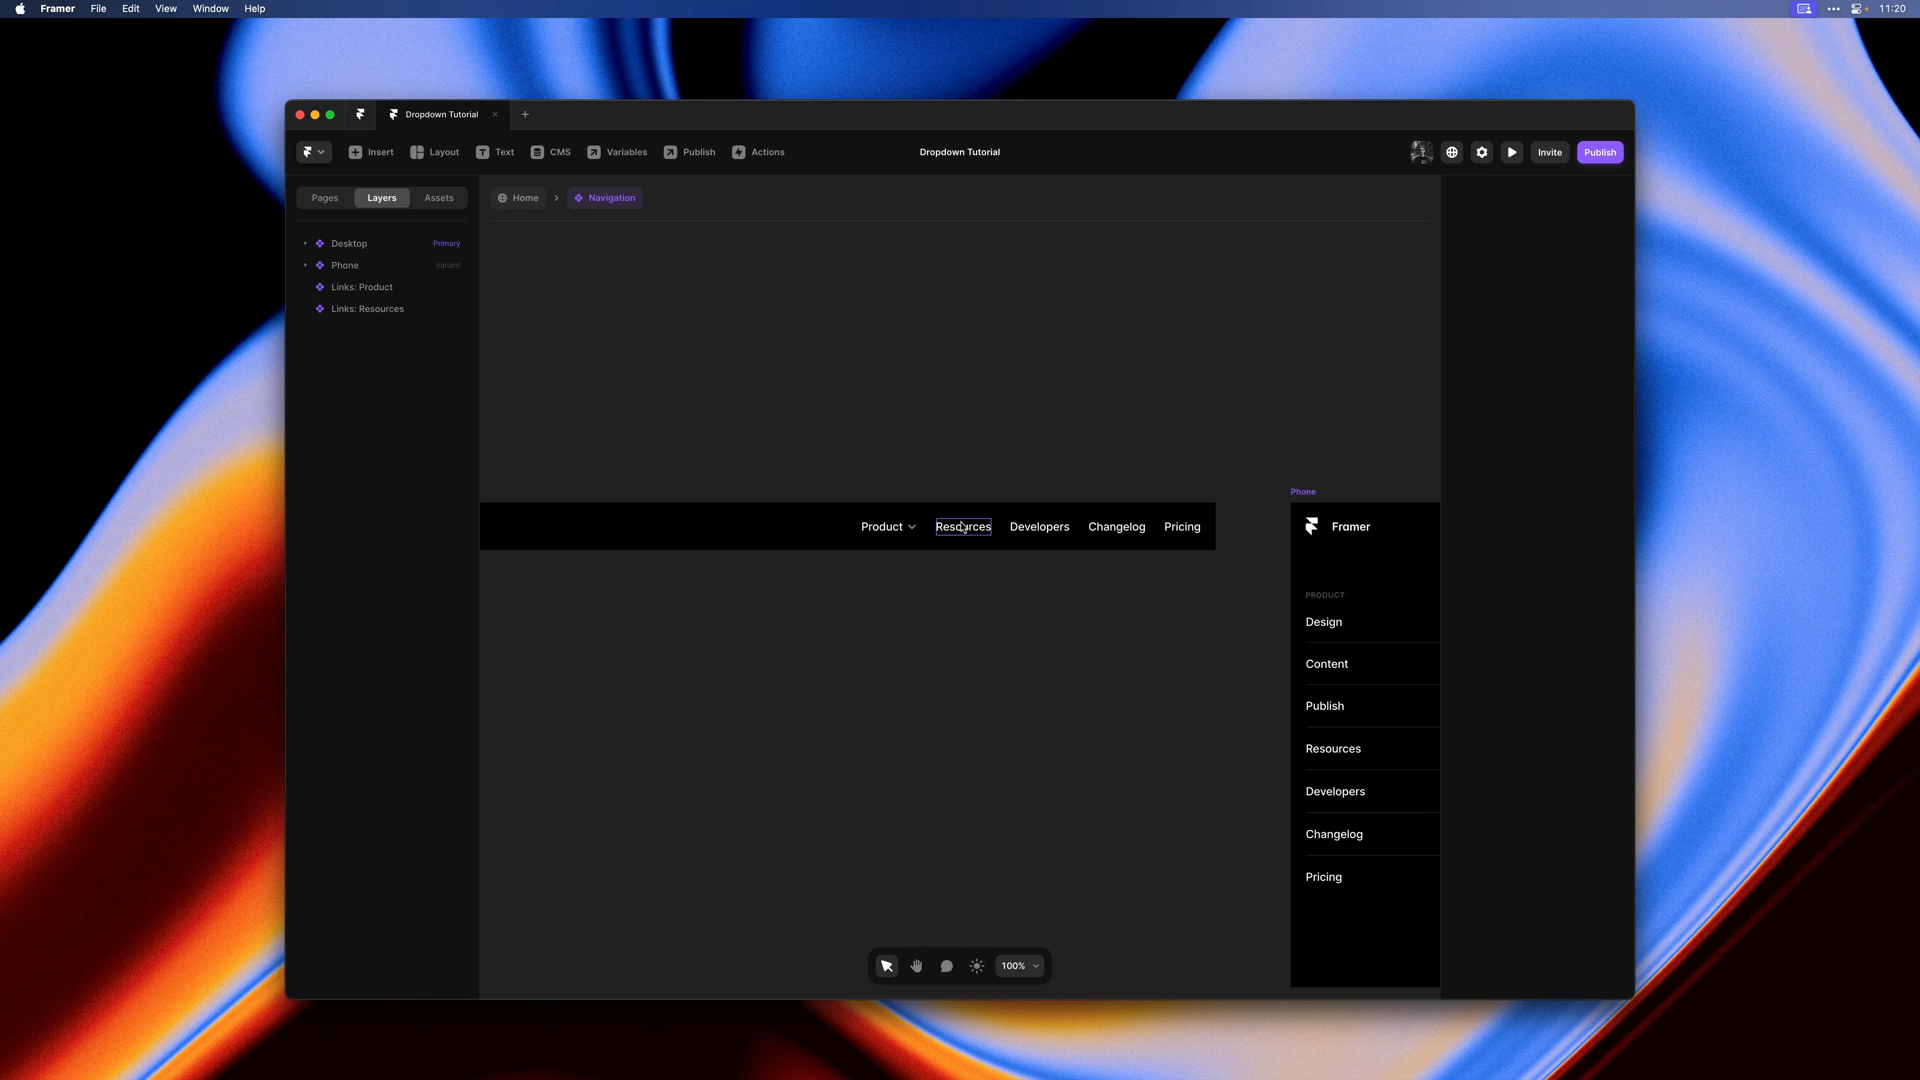 Framer File Edit View Window Help 11:20
Dropdown Tutorial
Insert Layout Text CMS Variables Publish Actions Dropdown Tutorial Invite Publish
Pages Layers Assets Home Navigation
Desktop Primary
Phone Variant
Links: Product
Links: Resources
Phone
Product Resources Developers Changelog Pricing Framer
PRODUCT
Design
Content
Publish
Resources
Developers
Changelog
Pricing
100%